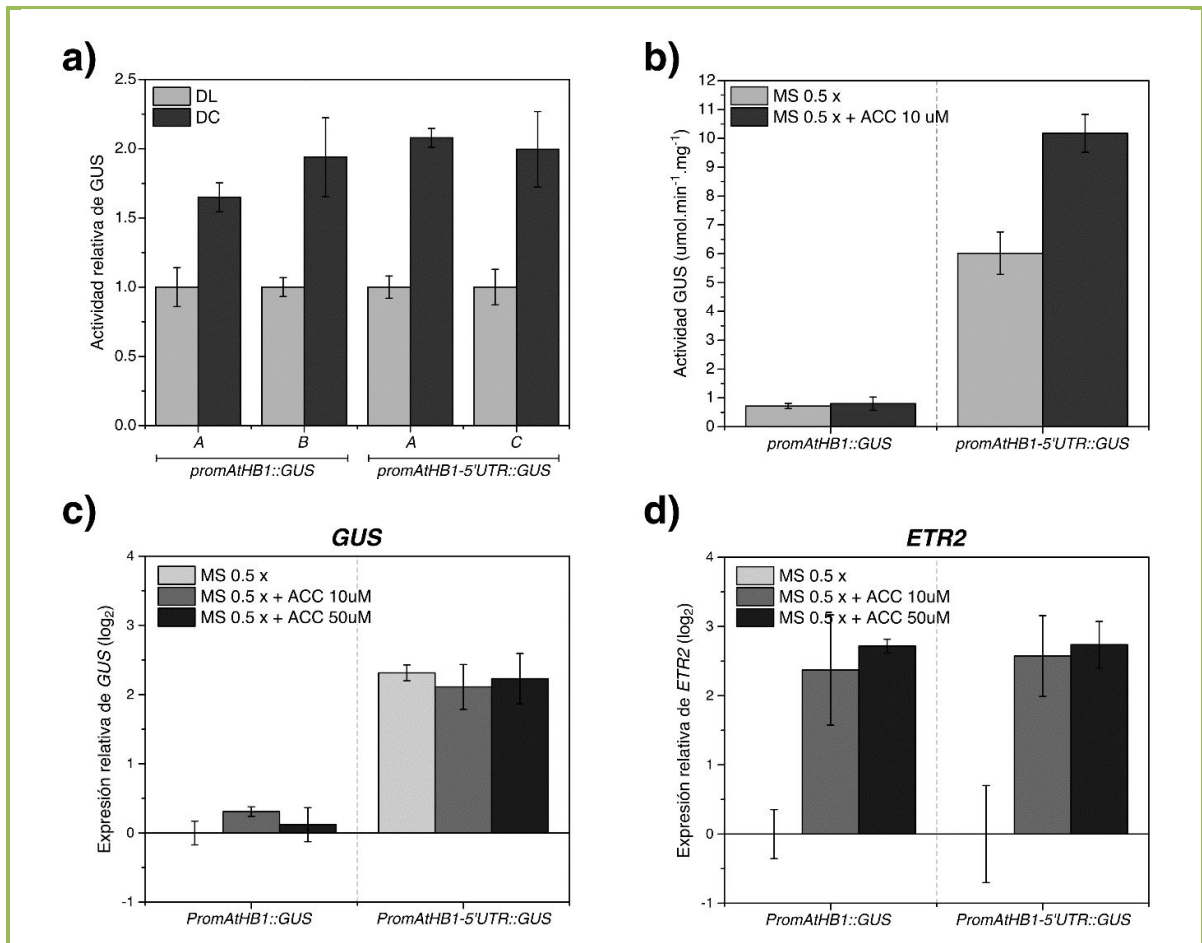 a)
2.5
2.0
1.5
1.0
0.5
0.0
Actividad relativa de GUS
DL
DC
A
B
A
C
promAtHB1::GUS
promAtHB1-5'UTR::GUS
b)
12
11
10
9
8
7
6
5
4
3
2
1
0
Actividad GUS (umol.min⁻¹.mg⁻¹)
MS 0.5 x
MS 0.5 x + ACC 10 uM
promAtHB1::GUS
promAtHB1-5'UTR::GUS
c)
GUS
4
3
2
1
0
-1
Expresión relativa de GUS (log₂)
MS 0.5 x
MS 0.5 x + ACC 10uM
MS 0.5 x + ACC 50uM
PromAtHB1::GUS
PromAtHB1-5'UTR::GUS
d)
ETR2
4
3
2
1
0
-1
Expresión relativa de ETR2 (log₂)
MS 0.5 x
MS 0.5 x + ACC 10uM
MS 0.5 x + ACC 50uM
PromAtHB1::GUS
PromAtHB1-5'UTR::GUS